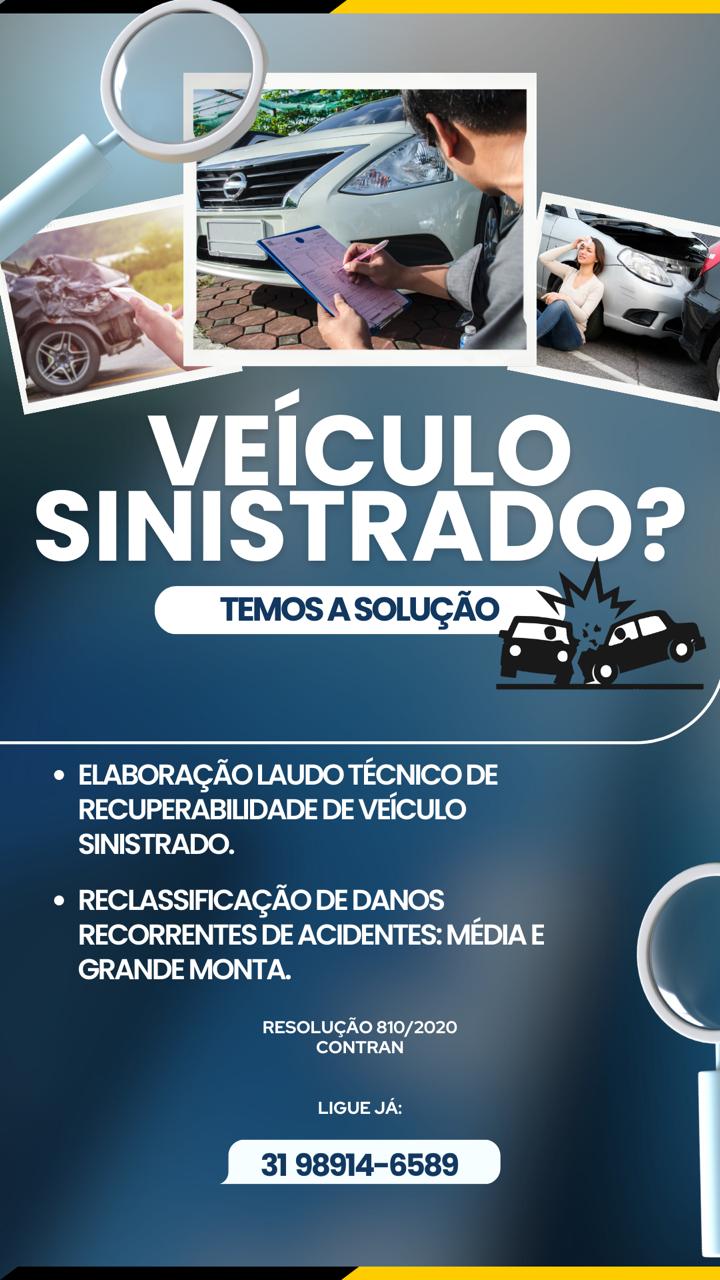 VEÍCULO
SINISTRADO?
TEMOS A SOLUÇÃO
• ELABORAÇÃO LAUDO TÉCNICO DE
RECUPERABILIDADE DE VEÍCULO
SINISTRADO.
• RECLASSIFICAÇÃO DE DANOS
RECORRENTES DE ACIDENTES: MÉDIA E
GRANDE MONTA.
RESOLUÇÃO 810/2020
CONTRAN
LIGUE JÁ:
31 98914-6589